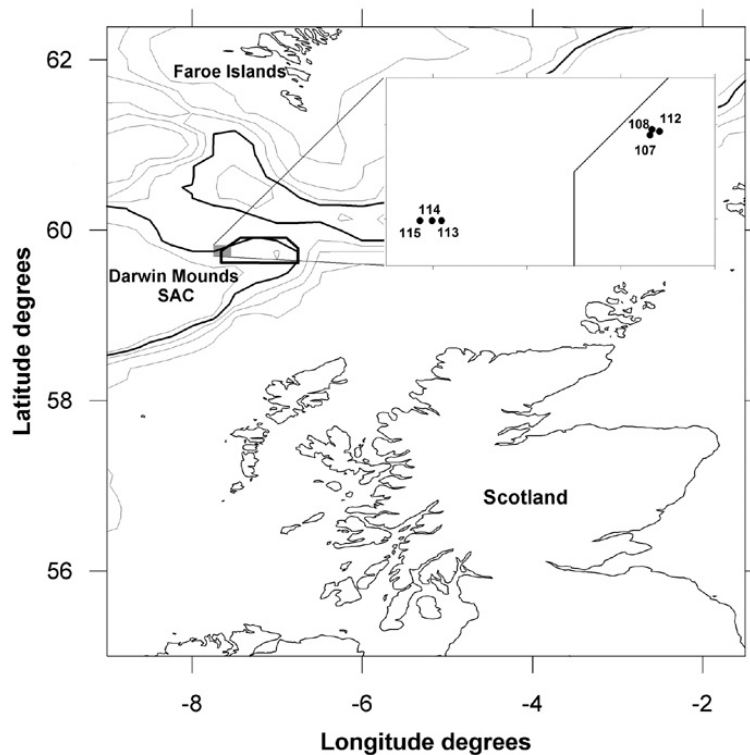 62
Faroe Islands
108
112
107
60
114
115
113
Darwin Mounds
SAC
Latitude degrees
58
Scotland
56
-8
-6
-4
-2
Longitude degrees